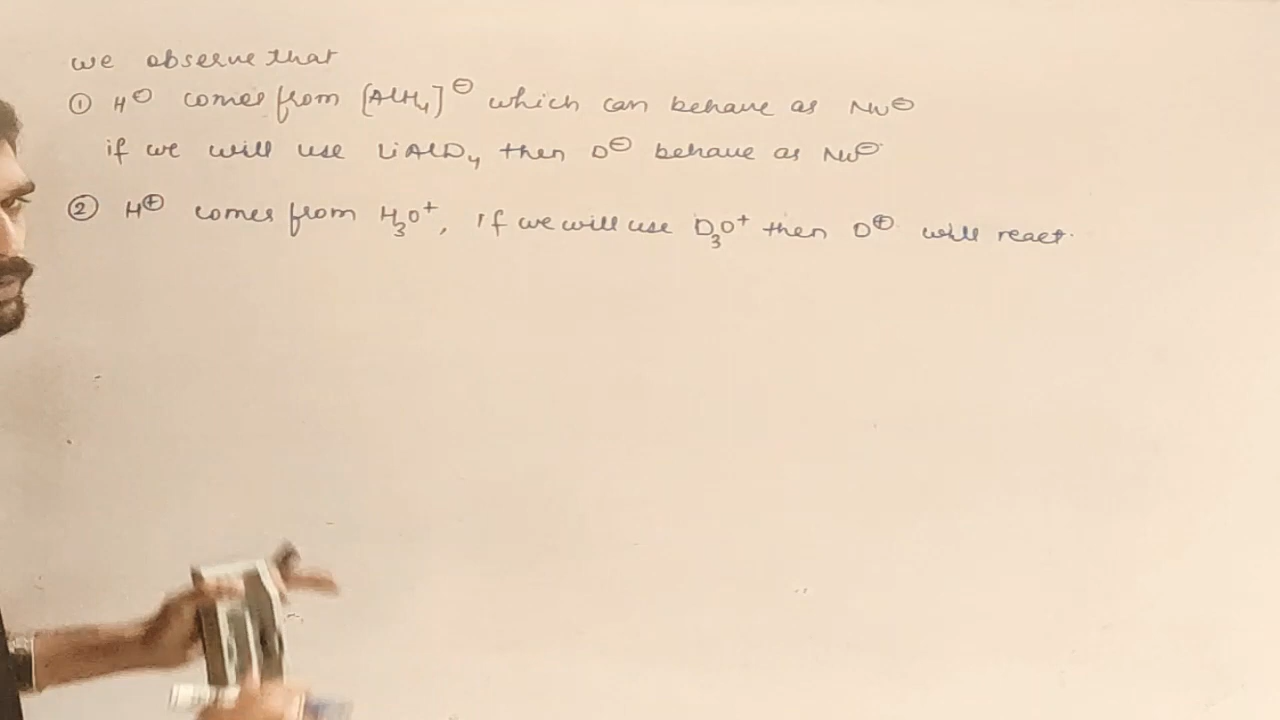 we observe that
① H⊖ comes from [AlH₄]⊖ which can behave as Nu⊖
if we will use LiAlD₄ then D⊖ behave as Nu⊖
② H⊕ comes from H₃O⁺, If we will use D₃O⁺ then D⊕ will react.